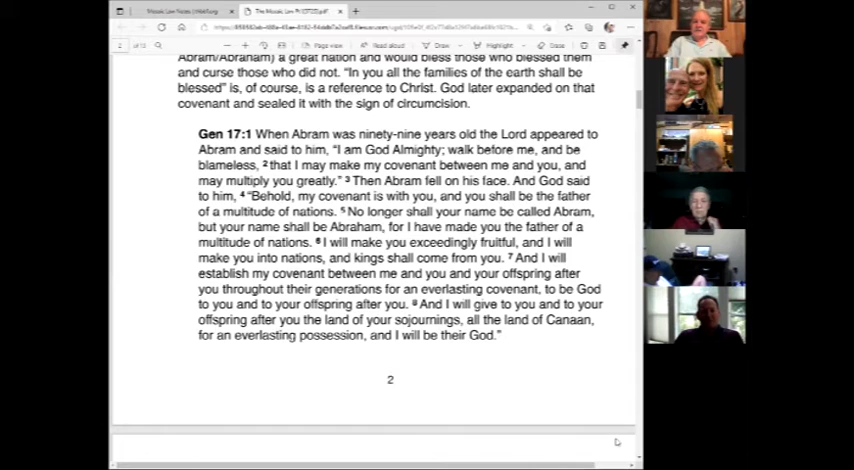 Page view
Read aloud
Draw
Highlight
Abram/Abraham) a great nation and would bless those who blessed them
and curse those who did not. “In you all the families of the earth shall be
blessed” is, of course, is a reference to Christ. God later expanded on that
covenant and sealed it with the sign of circumcision.
Gen 17:1 When Abram was ninety-nine years old the Lord appeared to
Abram and said to him, “I am God Almighty; walk before me, and be
blameless, 2 that I may make my covenant between me and you, and
may multiply you greatly.” 3 Then Abram fell on his face. And God said
to him, 4 “Behold, my covenant is with you, and you shall be the father
of a multitude of nations. 5 No longer shall your name be called Abram,
but your name shall be Abraham, for I have made you the father of a
multitude of nations. 6 I will make you exceedingly fruitful, and I will
make you into nations, and kings shall come from you. 7 And I will
establish my covenant between me and you and your offspring after
you throughout their generations for an everlasting covenant, to be God
to you and to your offspring after you. 8 And I will give to you and to your
offspring after you the land of your sojournings, all the land of Canaan,
for an everlasting possession, and I will be their God.”
2